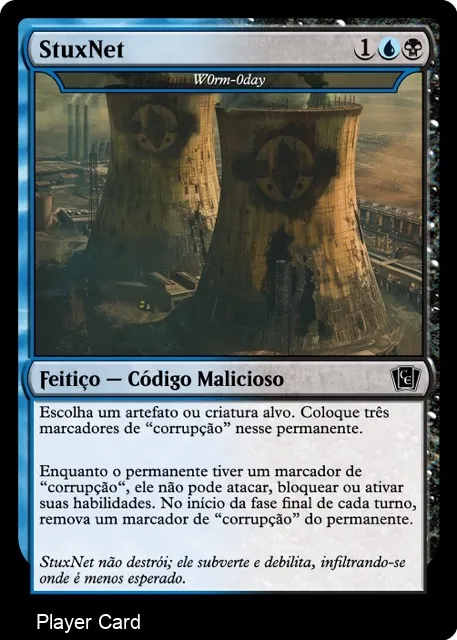 StuxNet 1
W0rm-0day
Feitiço — Código Malicioso CE
Escolha um artefato ou criatura alvo. Coloque três
marcadores de “corrupção” nesse permanente.
Enquanto o permanente tiver um marcador de
“corrupção“, ele não pode atacar, bloquear ou ativar
suas habilidades. No início da fase final de cada turno,
remova um marcador de “corrupção” do permanente.
StuxNet não destrói; ele subverte e debilita, infiltrando-se
onde é menos esperado.
Player Card